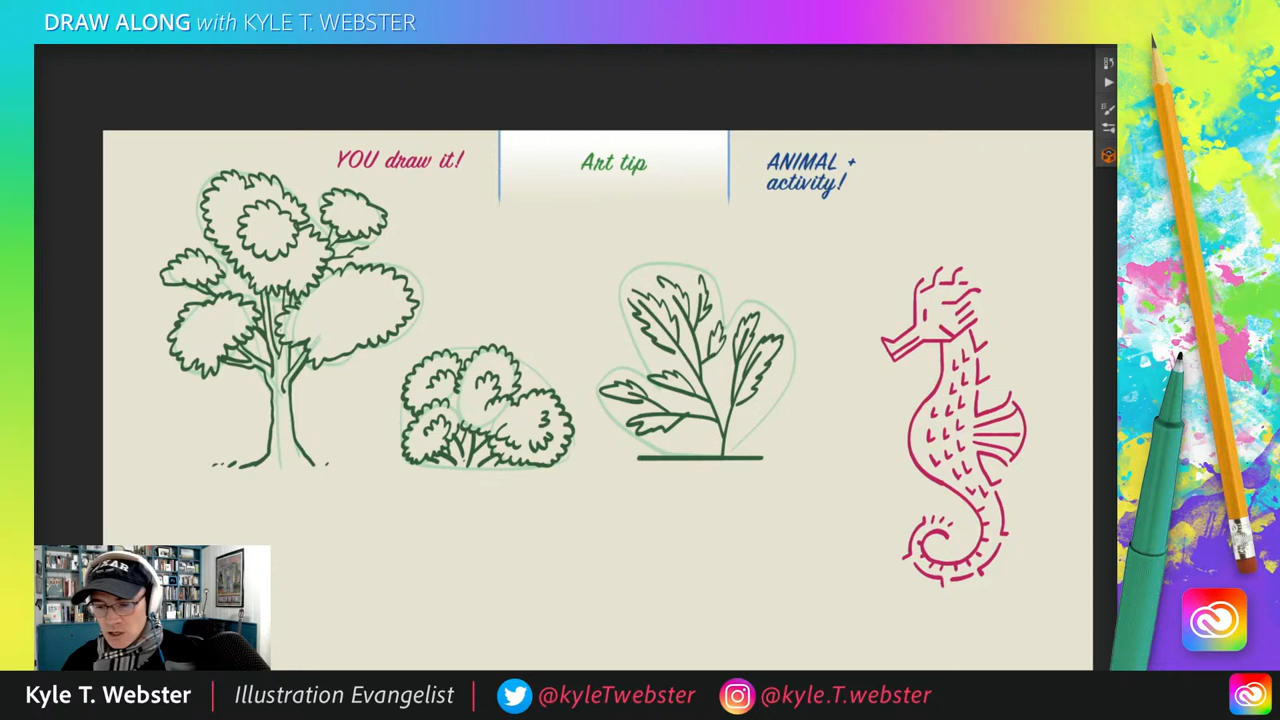 DRAW ALONG with KYLE T. WEBSTER
YOU draw it!
Art tip
ANIMAL +
activity!
Kyle T. Webster | Illustration Evangelist @kyleTwebster @kyle.T.webster